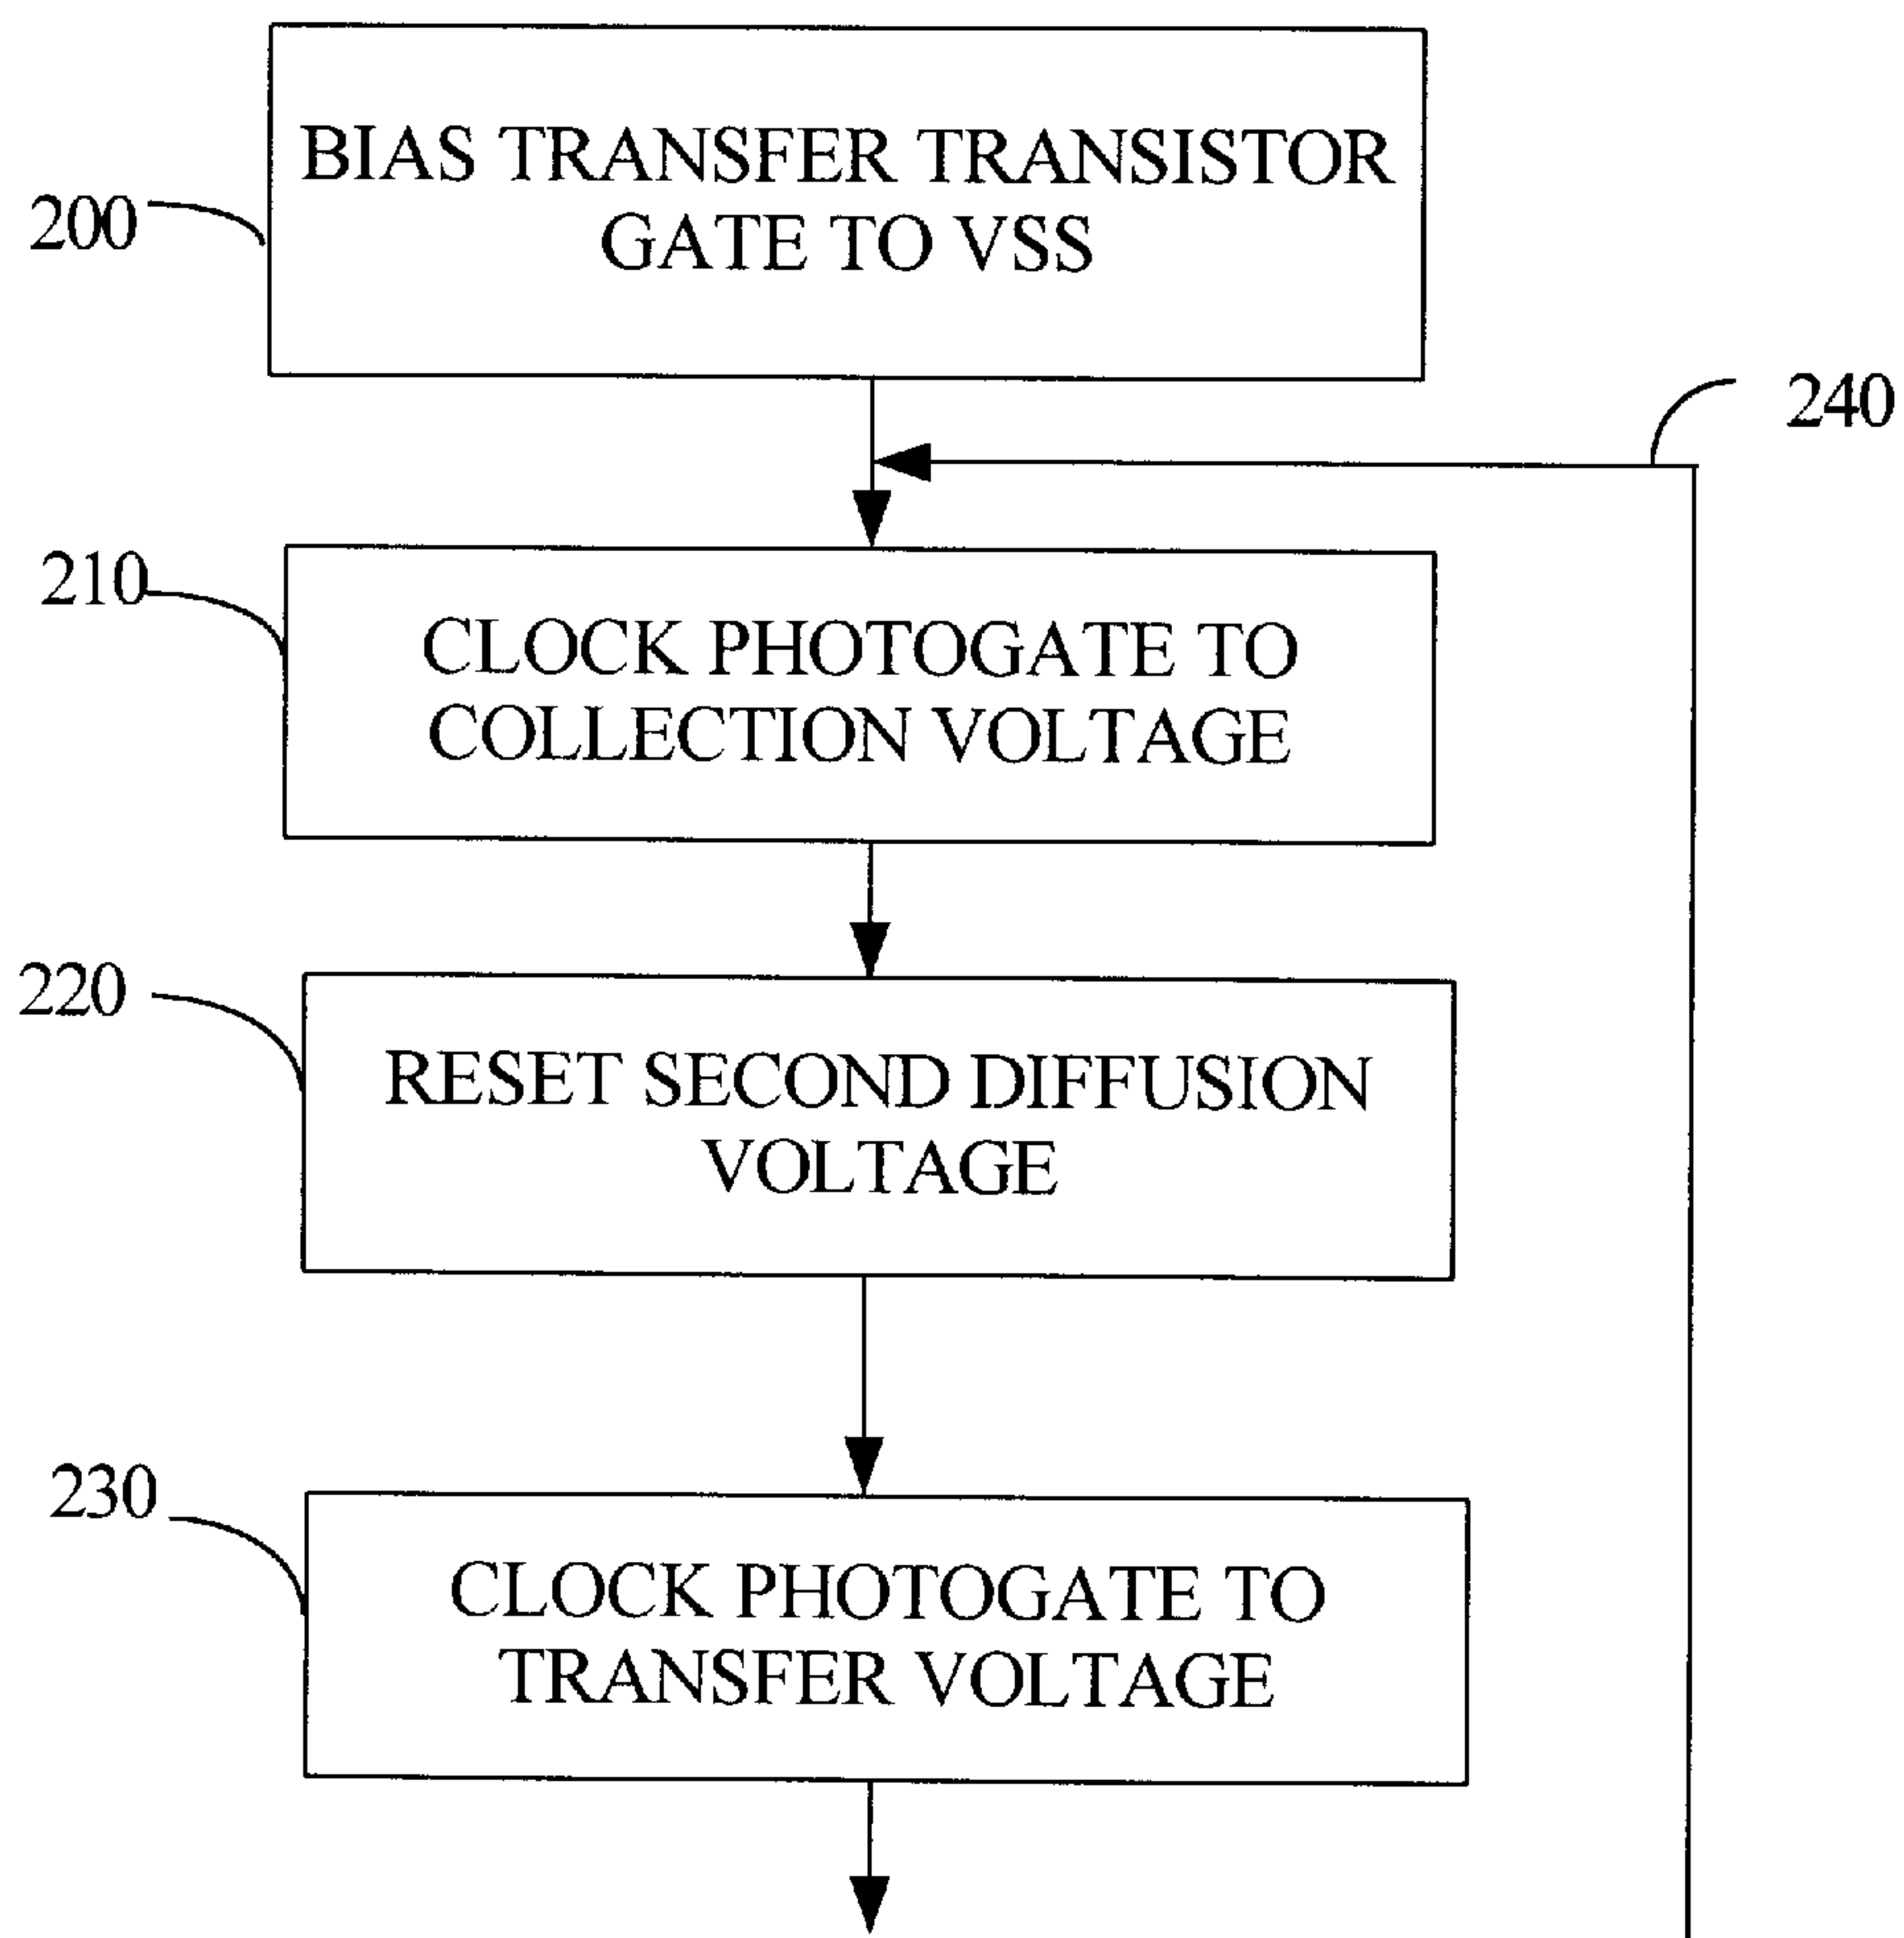 BIAS TRANSFER TRANSISTOR
GATE TO VSS
200
240
210
CLOCK PHOTOGATE TO
COLLECTION VOLTAGE
220
RESET SECOND DIFFUSION
VOLTAGE
230
CLOCK PHOTOGATE TO
TRANSFER VOLTAGE